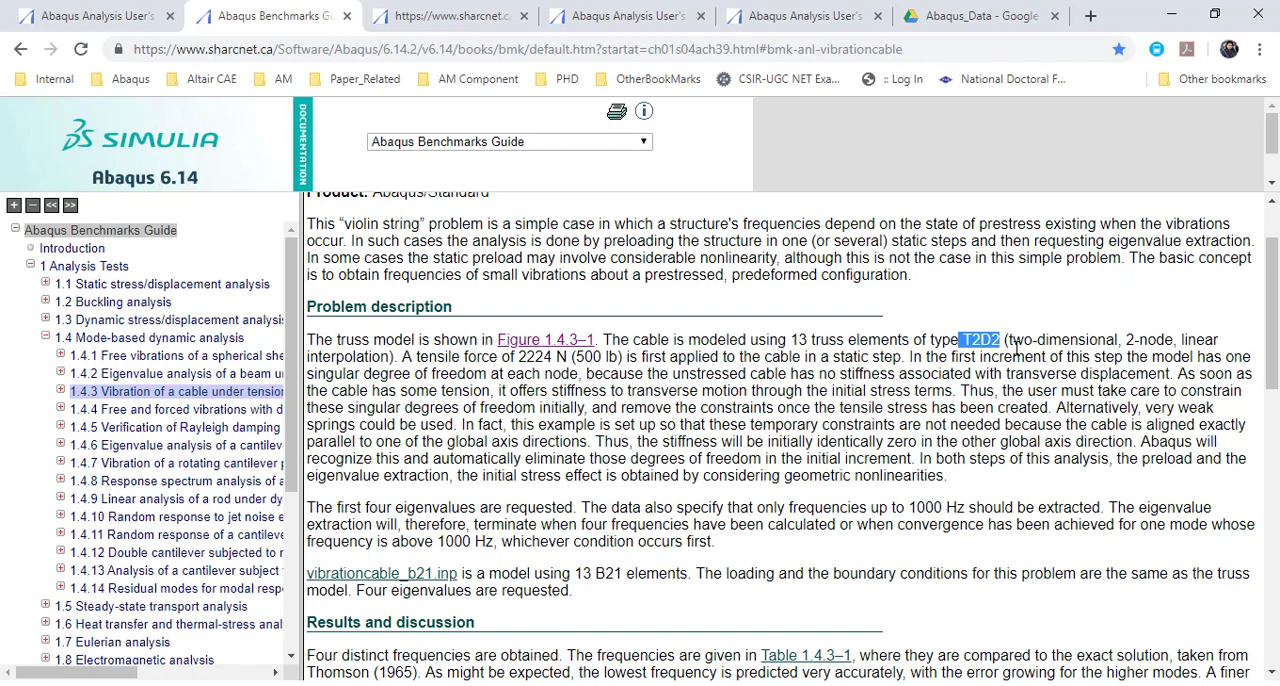 Abaqus Analysis User's
Abaqus Benchmarks Gu
https://www.sharcnet.ca
Abaqus Analysis User's
Abaqus Analysis User's
Abaqus_Data - Google
https://www.sharcnet.ca/Software/Abaqus/6.14.2/v6.14/books/bmk/default.htm?startat=ch01s04ach39.html#bmk-anl-vibrationcable
Internal
Abaqus
Altair CAE
AM
Paper_Related
AM Component
PHD
OtherBookMarks
CSIR-UGC NET Exa...
:: Log In
National Doctoral F...
Other bookmarks
DOCUMENTATION
SIMULIA
Abaqus 6.14
Abaqus Benchmarks Guide
Abaqus Benchmarks Guide
Introduction
1 Analysis Tests
1.1 Static stress/displacement analysis
1.2 Buckling analysis
1.3 Dynamic stress/displacement analysis
1.4 Mode-based dynamic analysis
1.4.1 Free vibrations of a spherical she
1.4.2 Eigenvalue analysis of a beam u
1.4.3 Vibration of a cable under tension
1.4.4 Free and forced vibrations with d
1.4.5 Verification of Rayleigh damping
1.4.6 Eigenvalue analysis of a cantilev
1.4.7 Vibration of a rotating cantilever p
1.4.8 Response spectrum analysis of a
1.4.9 Linear analysis of a rod under dy
1.4.10 Random response to jet noise e
1.4.11 Random response of a cantileve
1.4.12 Double cantilever subjected to
1.4.13 Analysis of a cantilever subject
1.4.14 Residual modes for modal resp
1.5 Steady-state transport analysis
1.6 Heat transfer and thermal-stress anal
1.7 Eulerian analysis
1.8 Electromagnetic analysis
Product: Abaqus/Standard
This “violin string” problem is a simple case in which a structure's frequencies depend on the state of prestress existing when the vibrations
occur. In such cases the analysis is done by preloading the structure in one (or several) static steps and then requesting eigenvalue extraction.
In some cases the static preload may involve considerable nonlinearity, although this is not the case in this simple problem. The basic concept
is to obtain frequencies of small vibrations about a prestressed, predeformed configuration.
Problem description
The truss model is shown in Figure 1.4.3–1. The cable is modeled using 13 truss elements of type T2D2 (two-dimensional, 2-node, linear
interpolation). A tensile force of 2224 N (500 lb) is first applied to the cable in a static step. In the first increment of this step the model has one
singular degree of freedom at each node, because the unstressed cable has no stiffness associated with transverse displacement. As soon as
the cable has some tension, it offers stiffness to transverse motion through the initial stress terms. Thus, the user must take care to constrain
these singular degrees of freedom initially, and remove the constraints once the tensile stress has been created. Alternatively, very weak
springs could be used. In fact, this example is set up so that these temporary constraints are not needed because the cable is aligned exactly
parallel to one of the global axis directions. Thus, the stiffness will be initially identically zero in the other global axis direction. Abaqus will
recognize this and automatically eliminate those degrees of freedom in the initial increment. In both steps of this analysis, the preload and the
eigenvalue extraction, the initial stress effect is obtained by considering geometric nonlinearities.
The first four eigenvalues are requested. The data also specify that only frequencies up to 1000 Hz should be extracted. The eigenvalue
extraction will, therefore, terminate when four frequencies have been calculated or when convergence has been achieved for one mode whose
frequency is above 1000 Hz, whichever condition occurs first.
vibrationcable_b21.inp is a model using 13 B21 elements. The loading and the boundary conditions for this problem are the same as the truss
model. Four eigenvalues are requested.
Results and discussion
Four distinct frequencies are obtained. The frequencies are given in Table 1.4.3–1, where they are compared to the exact solution, taken from
Thomson (1965). As might be expected, the lowest frequency is predicted very accurately, with the error growing for the higher modes. A finer